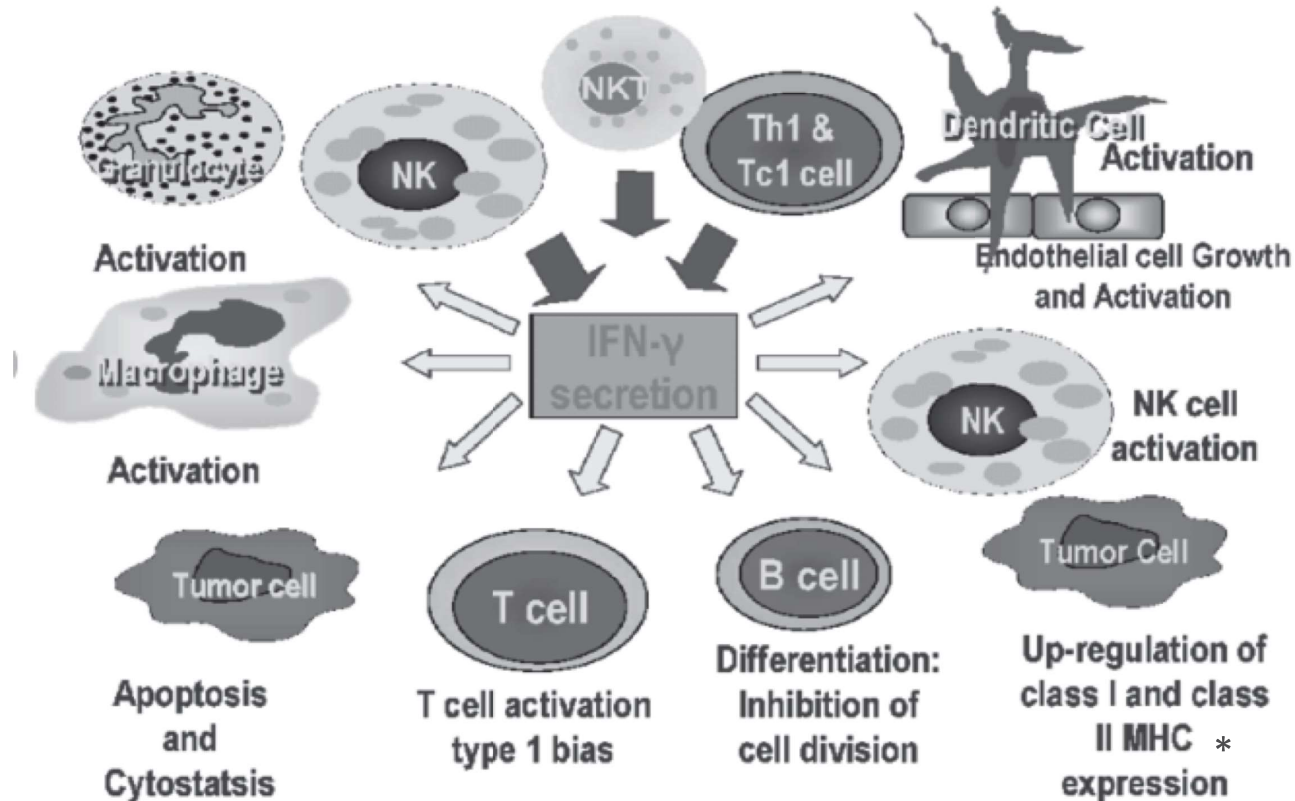 NKT
Granulocyte
NK
Th1 &
Tc1 cell
Dendritic Cell
Activation
Activation
Endothelial cell Growth
and Activation
Macrophage
Activation
IFN-γ
secretion
NK
NK cell
activation
Tumor cell
Apoptosis
and
Cytostatsis
T cell
T cell activation
type 1 bias
B cell
Differentiation:
Inhibition of
cell division
Tumor Cell
Up-regulation of
class I and class
II MHC *
expression